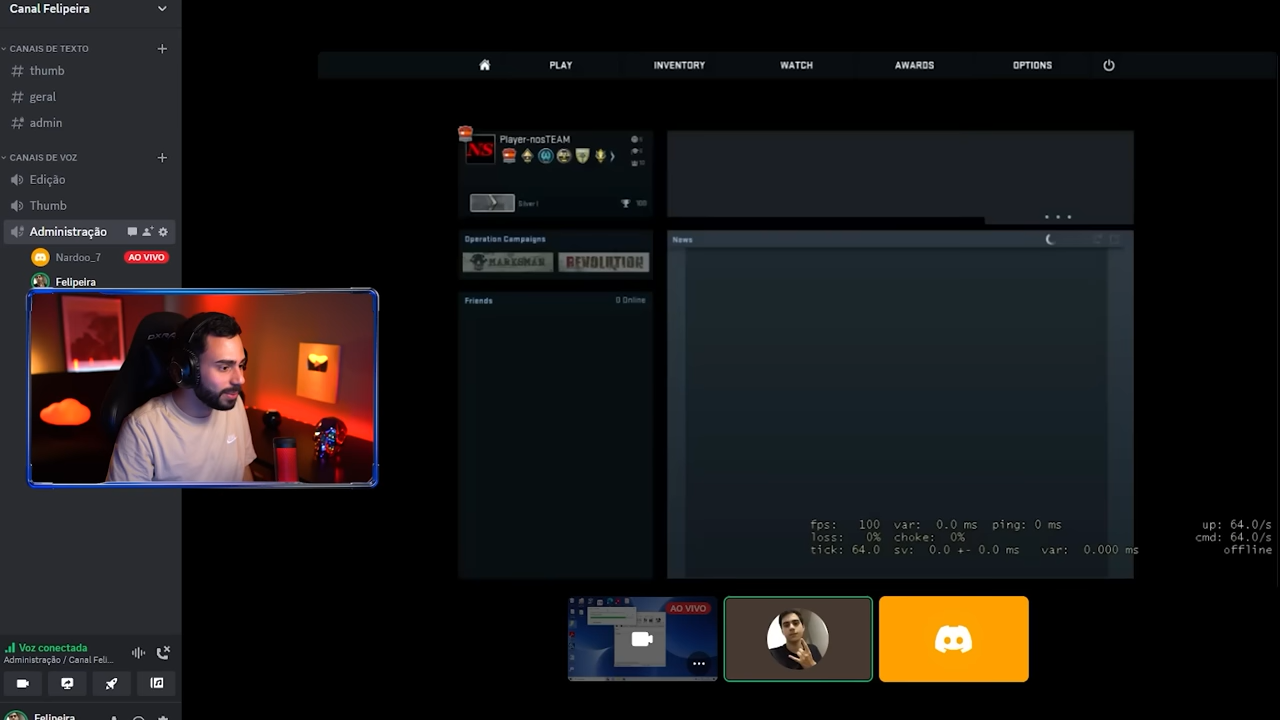 Canal Felipeira
CANAIS DE TEXTO
thumb
geral
admin
CANAIS DE VOZ
Edição
Thumb
Administração
Nardoo_7
AO VIVO
Felipeira
Voz conectada
Administração / Canal Feli...
Felipeira
PLAY
INVENTORY
WATCH
AWARDS
OPTIONS
Player-nosTEAM
NS
Silver I
100
Operation Campaigns
MARKSMAN
REVOLUTION
Friends
0 Online
News
fps: 100 var: 0.0 ms ping: 0 ms
loss: 0% choke: 0%
tick: 64.0 sv: 0.0 +- 0.0 ms var: 0.000 ms
up: 64.0/s
cmd: 64.0/s
offline
AO VIVO